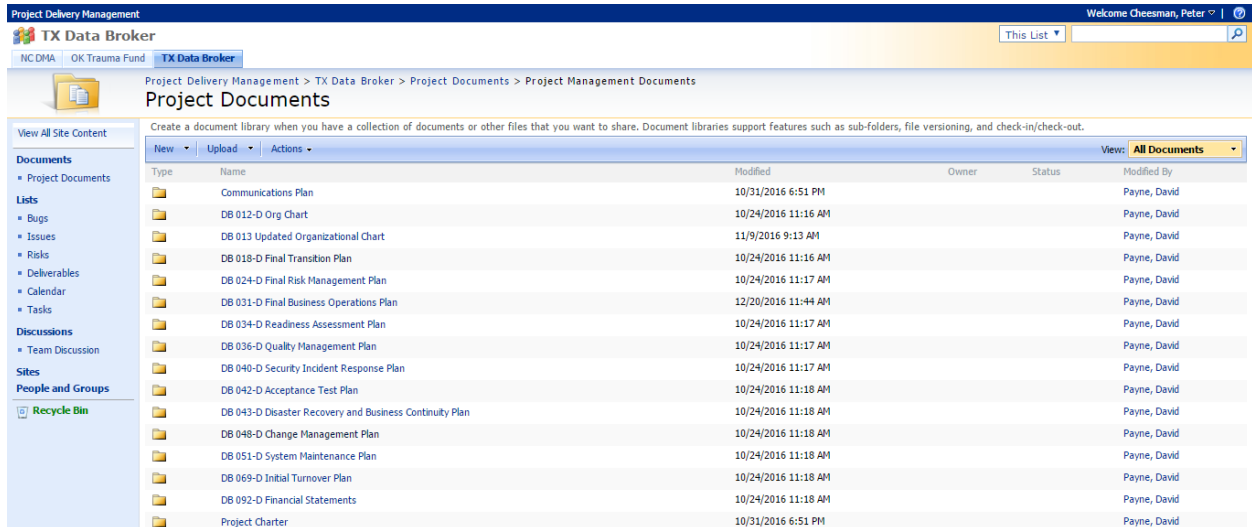 Project Delivery Management
Welcome Cheesman, Peter
TX Data Broker
This List
NC DMA OK Trauma Fund TX Data Broker
Project Delivery Management > TX Data Broker > Project Documents > Project Management Documents
Project Documents
View All Site Content
Documents
Project Documents
Lists
Bugs
Issues
Risks
Deliverables
Calendar
Tasks
Discussions
Team Discussion
Sites
People and Groups
Recycle Bin
Create a document library when you have a collection of documents or other files that you want to share. Document libraries support features such as sub-folders, file versioning, and check-in/check-out.
New Upload Actions View: All Documents
Type Name Modified Owner Status Modified By
Communications Plan 10/31/2016 6:51 PM Payne, David
DB 012-D Org Chart 10/24/2016 11:16 AM Payne, David
DB 013 Updated Organizational Chart 11/9/2016 9:13 AM Payne, David
DB 018-D Final Transition Plan 10/24/2016 11:16 AM Payne, David
DB 024-D Final Risk Management Plan 10/24/2016 11:17 AM Payne, David
DB 031-D Final Business Operations Plan 12/20/2016 11:44 AM Payne, David
DB 034-D Readiness Assessment Plan 10/24/2016 11:17 AM Payne, David
DB 036-D Quality Management Plan 10/24/2016 11:17 AM Payne, David
DB 040-D Security Incident Response Plan 10/24/2016 11:17 AM Payne, David
DB 042-D Acceptance Test Plan 10/24/2016 11:18 AM Payne, David
DB 043-D Disaster Recovery and Business Continuity Plan 10/24/2016 11:18 AM Payne, David
DB 048-D Change Management Plan 10/24/2016 11:18 AM Payne, David
DB 051-D System Maintenance Plan 10/24/2016 11:18 AM Payne, David
DB 069-D Initial Turnover Plan 10/24/2016 11:18 AM Payne, David
DB 092-D Financial Statements 10/24/2016 11:18 AM Payne, David
Project Charter 10/31/2016 6:51 PM Payne, David